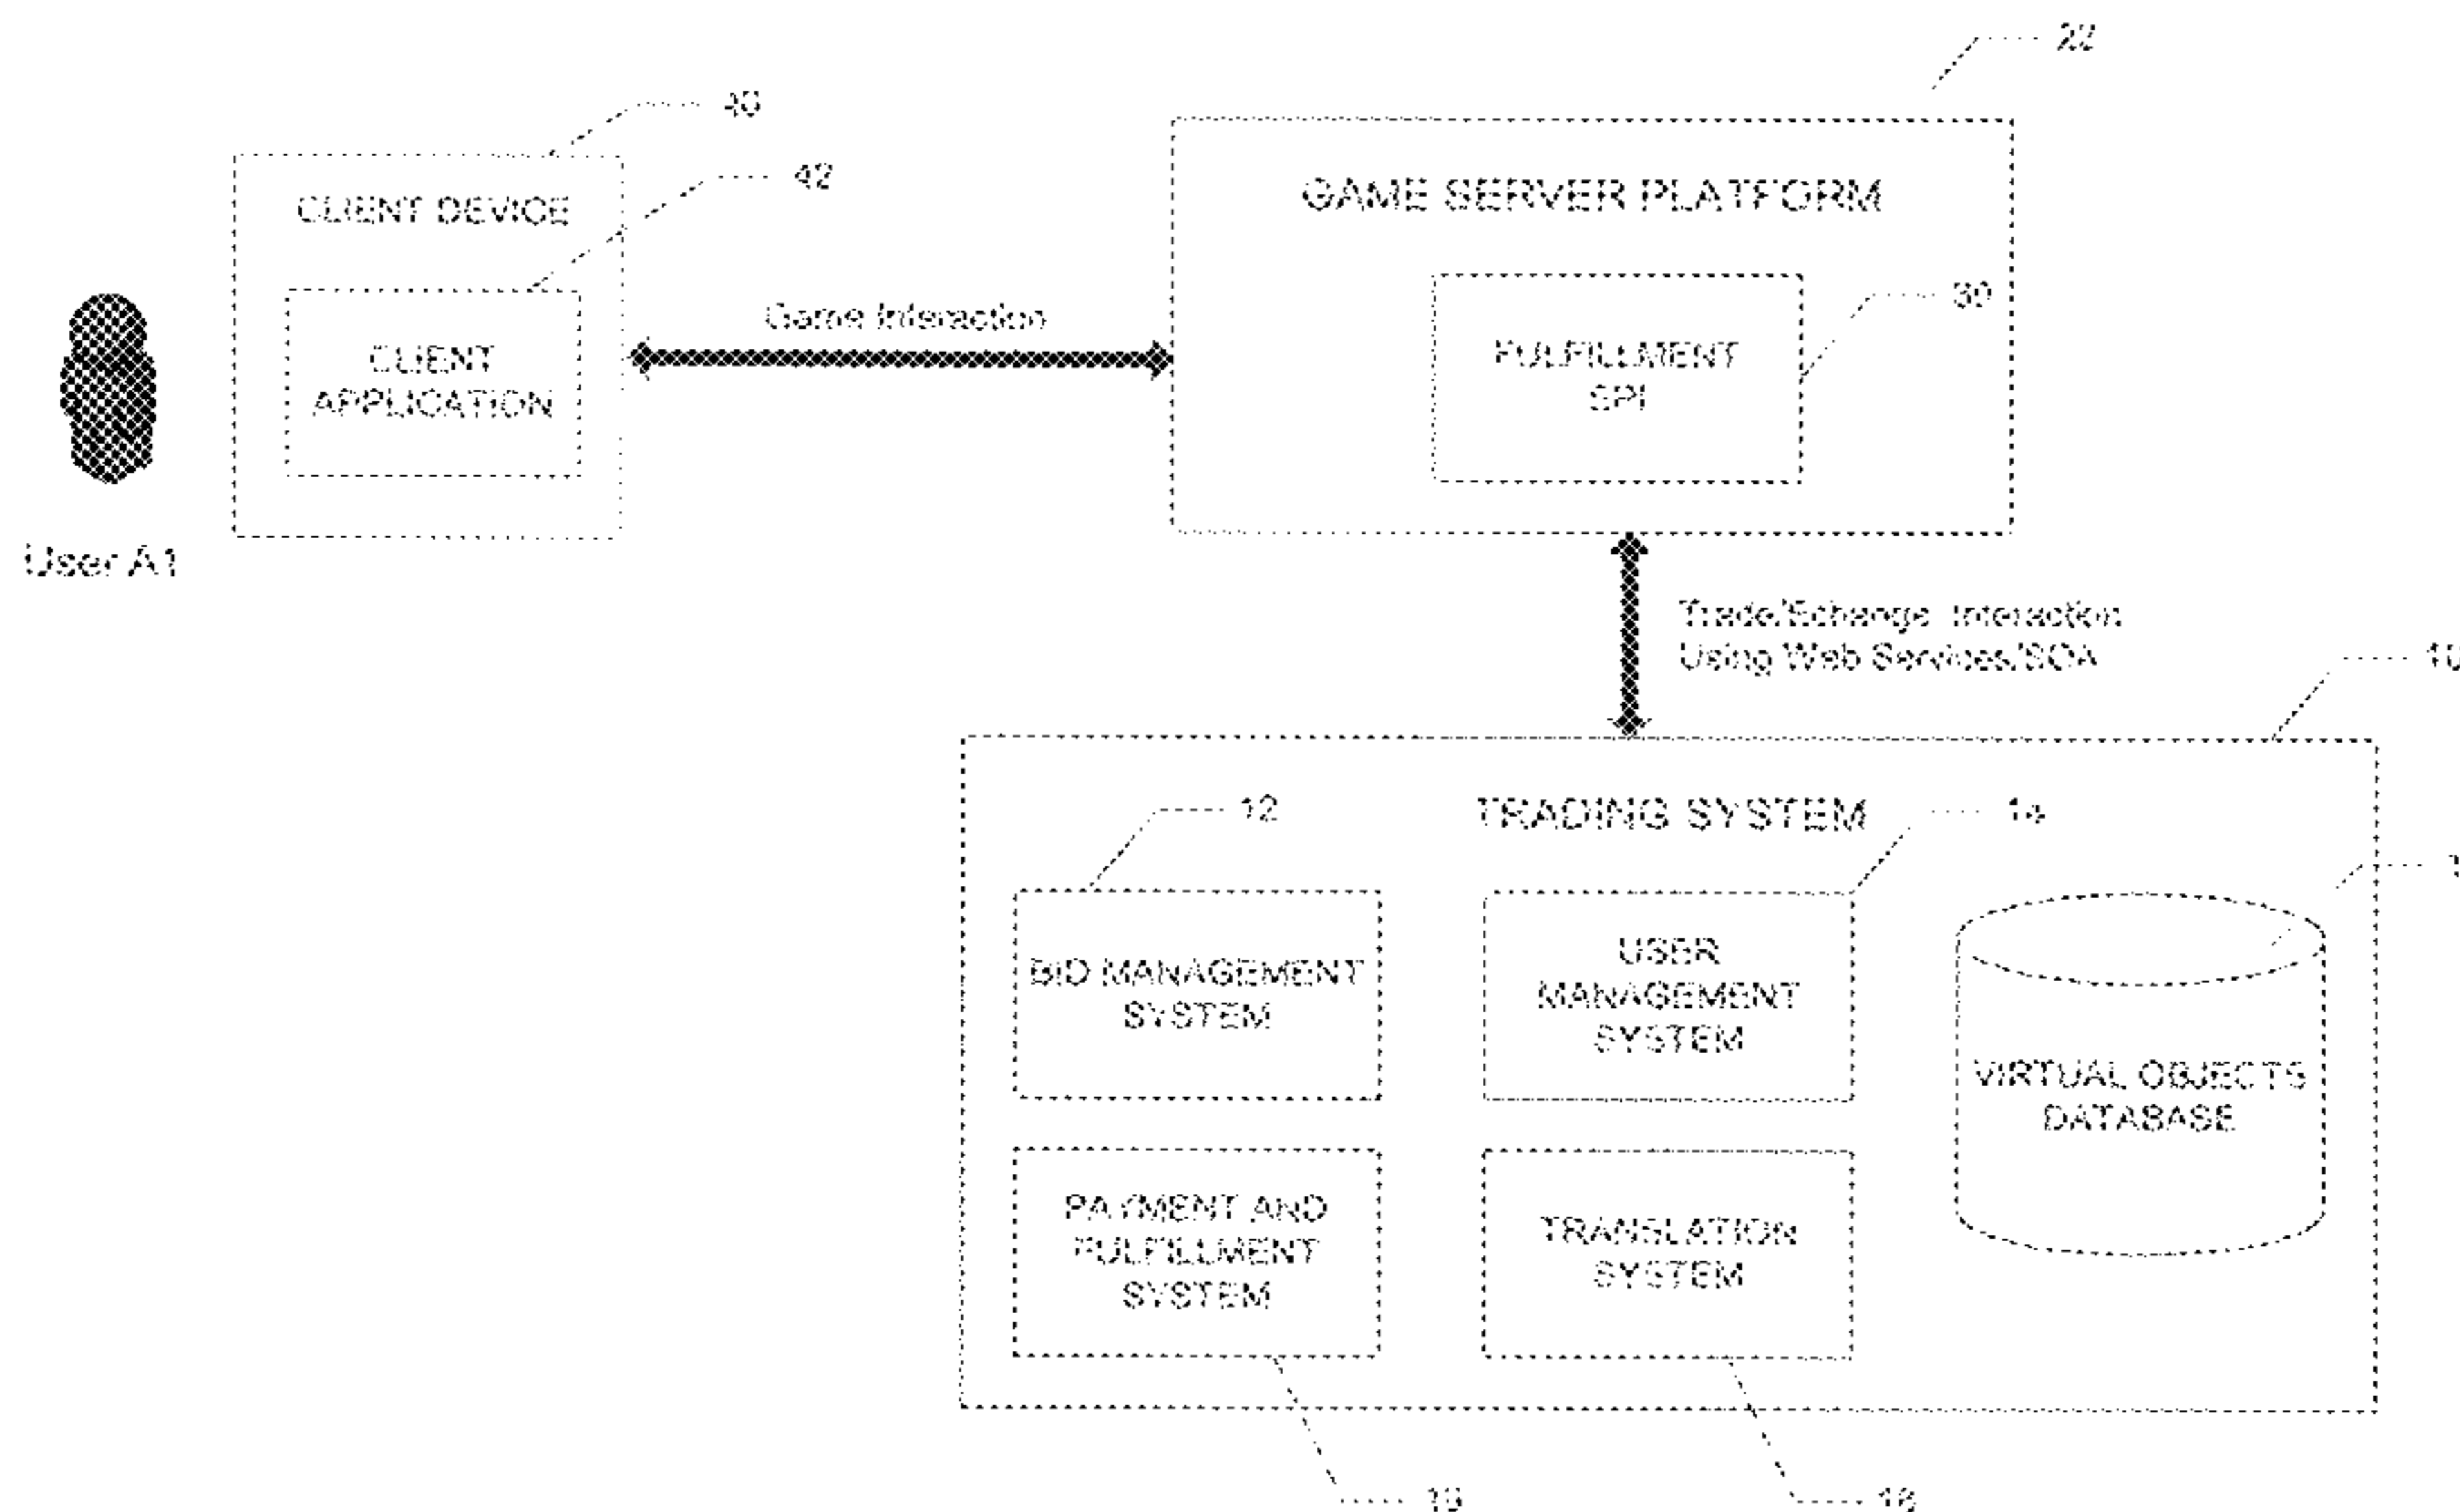 22
40
42
CLIENT DEVICE
GAME SERVER PLATFORM
30
Game Interaction
CLIENT
APPLICATION
FULFILLMENT
SPI
User A1
Trade/Echange Interaction
Using Web Services/SOA
10
12
TRADING SYSTEM
14
BID MANAGEMENT
SYSTEM
USER
MANAGEMENT
SYSTEM
VIRTUAL OBJECTS
DATABASE
PAYMENT AND
FULFILLMENT
SYSTEM
TRANSLATION
SYSTEM